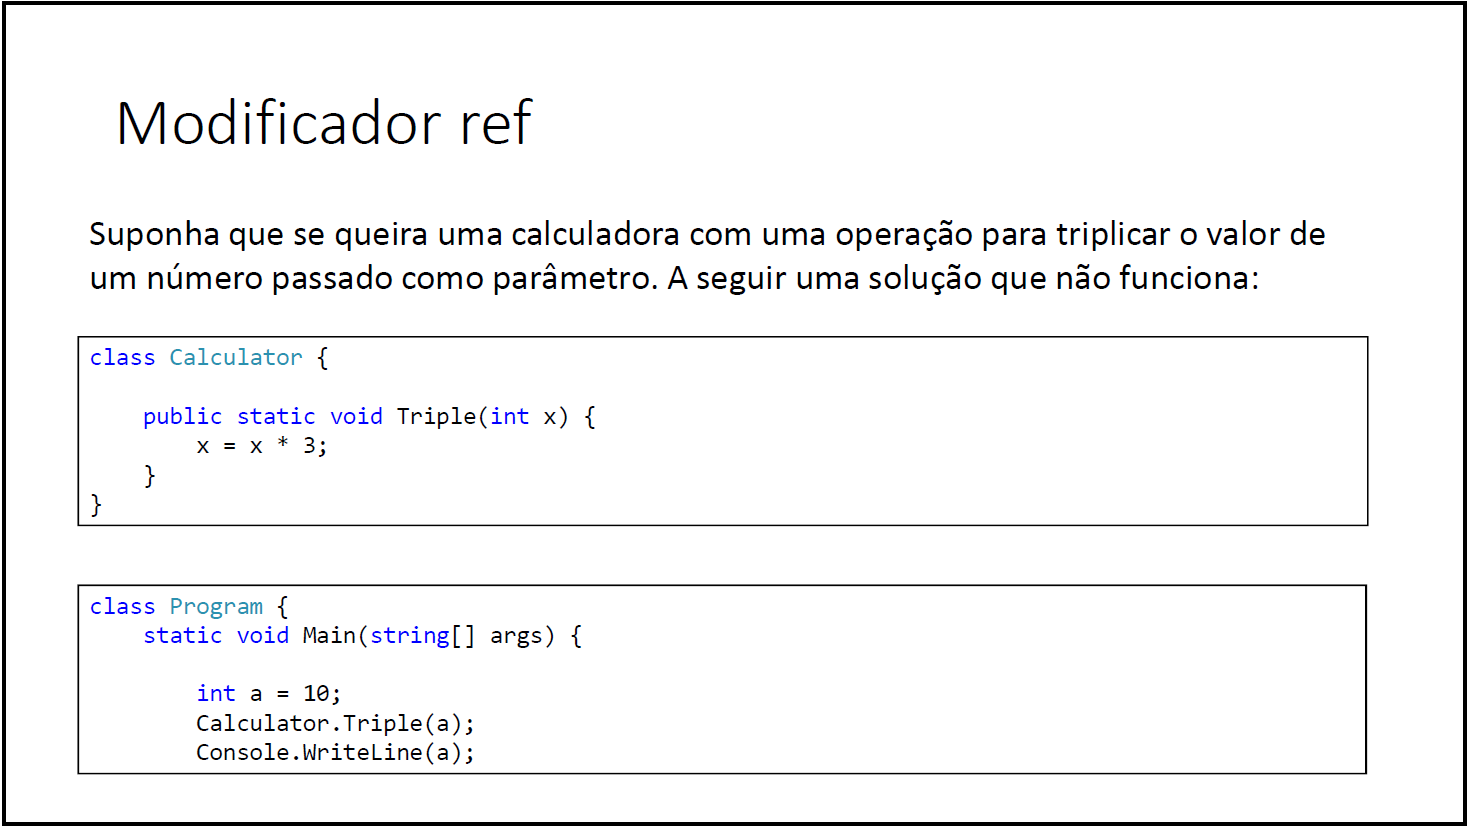 Modificador ref
Suponha que se queira uma calculadora com uma operação para triplicar o valor de
um número passado como parâmetro. A seguir uma solução que não funciona:
class Calculator {
public static void Triple(int x) {
x = x * 3;
}
}
class Program {
static void Main(string[] args) {
int a = 10;
Calculator.Triple(a);
Console.WriteLine(a);